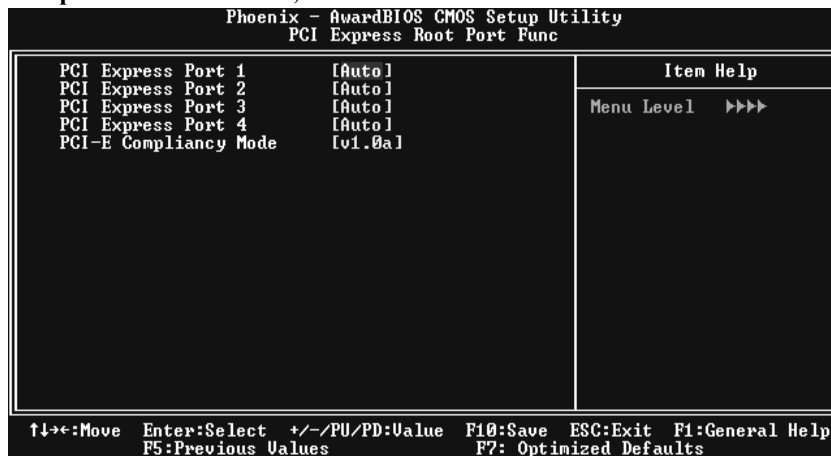 Phoenix - AwardBIOS CMOS Setup Utility
PCI Express Root Port Func
PCI Express Port 1 [Auto]
PCI Express Port 2 [Auto]
PCI Express Port 3 [Auto]
PCI Express Port 4 [Auto]
PCI-E Compliancy Mode [v1.0a]
Item Help
Menu Level ▶▶▶▶
↑↓→←:Move Enter:Select +/-/PU/PD:Value F10:Save ESC:Exit F1:General Help
F5:Previous Values F7: Optimized Defaults